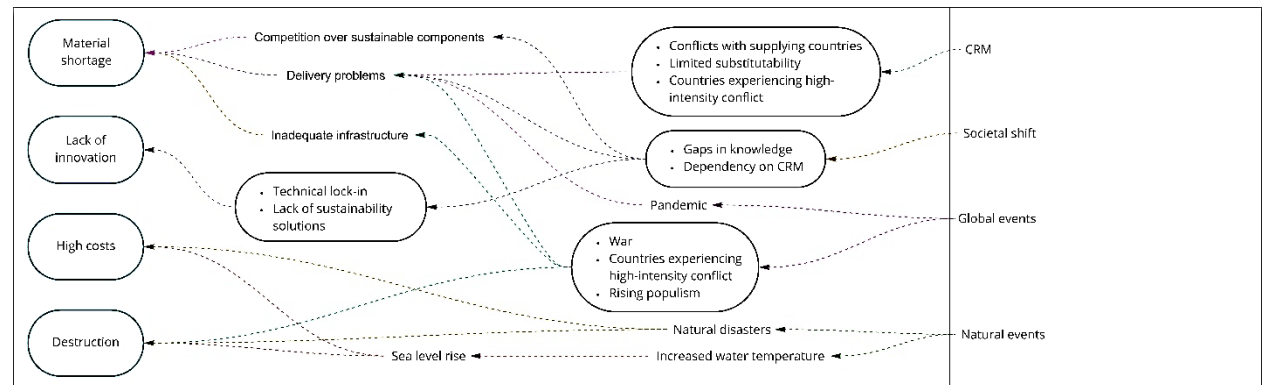 Material
shortage
Competition over sustainable components
Delivery problems
Inadequate infrastructure
• Conflicts with supplying countries
• Limited substitutability
• Countries experiencing high-
intensity conflict
CRM
Lack of
innovation
• Technical lock-in
• Lack of sustainability
solutions
• Gaps in knowledge
• Dependency on CRM
Societal shift
Pandemic
Global events
High costs
• War
• Countries experiencing
high-intensity conflict
• Rising populism
Destruction
Natural disasters
Natural events
Sea level rise
Increased water temperature